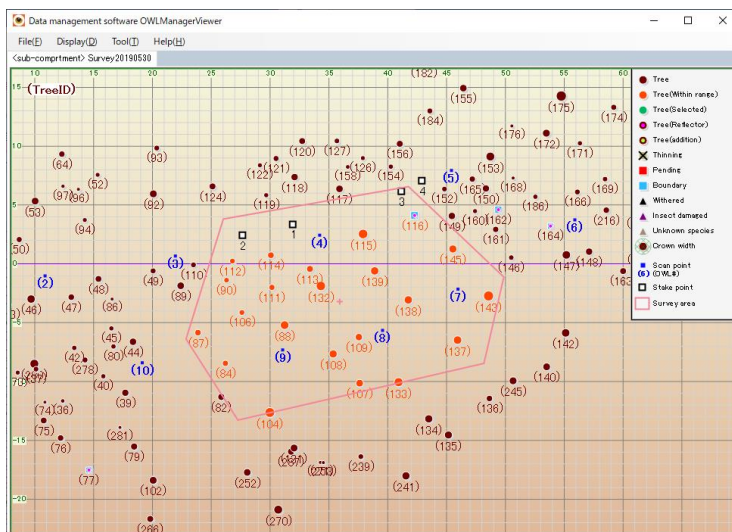 Data management software OWLManagerViewer
File(F) Display(D) Tool(T) Help(H)
<sub-comprtment> Survey20190530
10 15 20 25 30 35 40 45 50 55 60
(TreeID)
(182)
15
(155) (175)
(184) (174)
10
(176) (172)
(120) (127) (156) (171)
(64) (93) (121) (128) (153)
(52) (129) (158) (154) (5) (165) (168) (169)
(97) (96) (124) (118) 4 (152) (150) (166)
5
(53) (92) (119) (117) 3 (160) (162) (186) (216)
(94) 2 1 (116) (149) (161) (164) (6)
(50) (4) (115)
(3) (112) (114) (145) (146) (147) (148)
0
(2) (49) (110) (113) (139) (163)
(48) (89) (90) (101) (132) (7) (143)
(46) (47) (86) (106) (138)
(45) (87) (88) (8) (142)
-5
(43) (80) (44) (9) (109) (137)
(278) (10) (84) (108) (140)
(40) (107) (133) (245)
(39) (82) (136)
(74) (36) (104)
(75) (281) (134)
(76) (79) (135)
-15
(77) (239)
(102) (252) (241)
-20
(266) (270)
Tree
Tree(Within range)
Tree(Selected)
Tree(Reflector)
Tree(addition)
Thinning
Pending
Boundary
Withered
Insect damaged
Unknown species
Crown width
Scan point
(6) (OWL#)
Stake point
Survey area